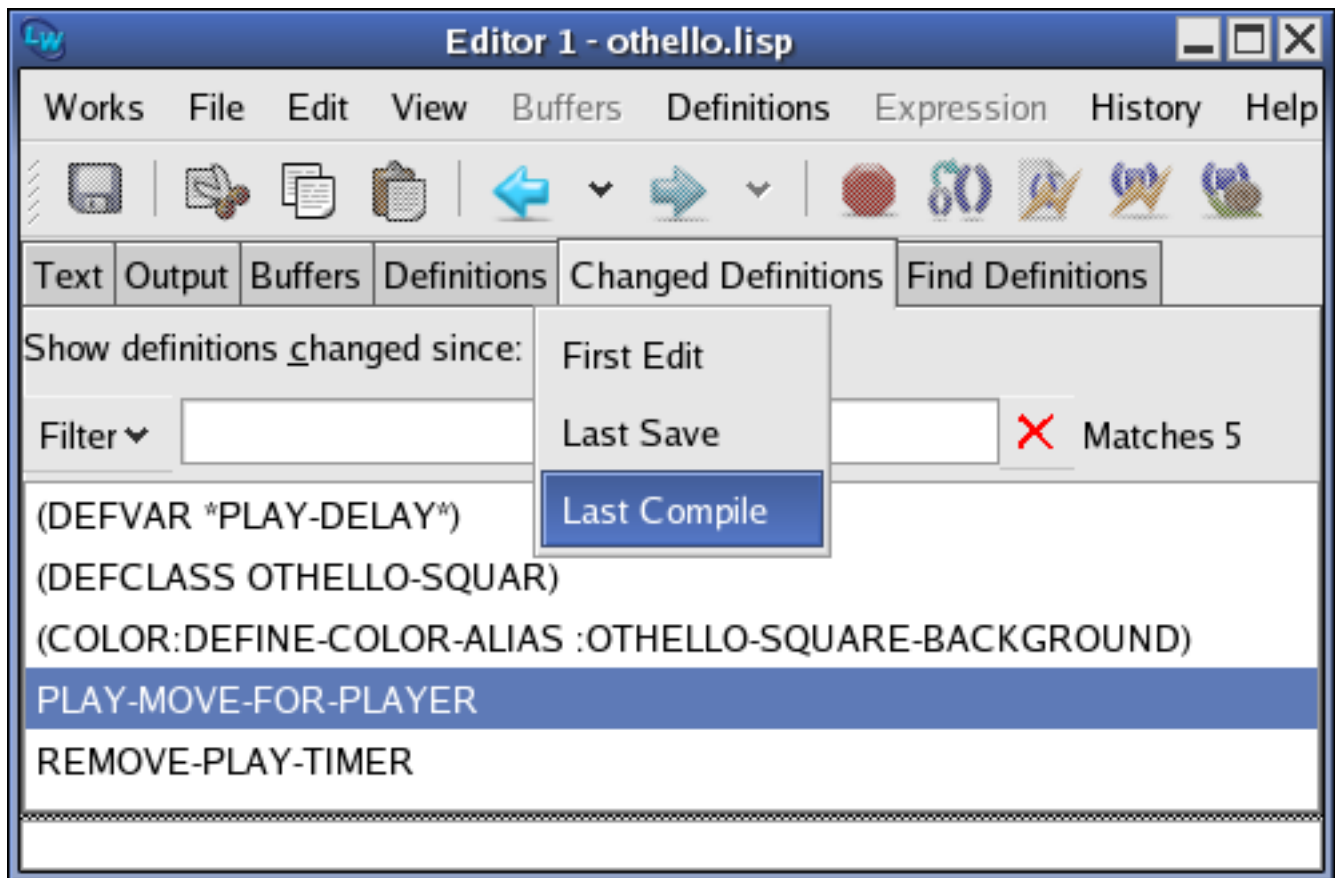 LW
Editor 1 - othello.lisp
Works File Edit View Buffers Definitions Expression History Help
Text Output Buffers Definitions Changed Definitions Find Definitions
Show definitions changed since:
First Edit
Last Save
Last Compile
Filter Matches 5
(DEFVAR *PLAY-DELAY*)
(DEFCLASS OTHELLO-SQUAR)
(COLOR:DEFINE-COLOR-ALIAS :OTHELLO-SQUARE-BACKGROUND)
PLAY-MOVE-FOR-PLAYER
REMOVE-PLAY-TIMER